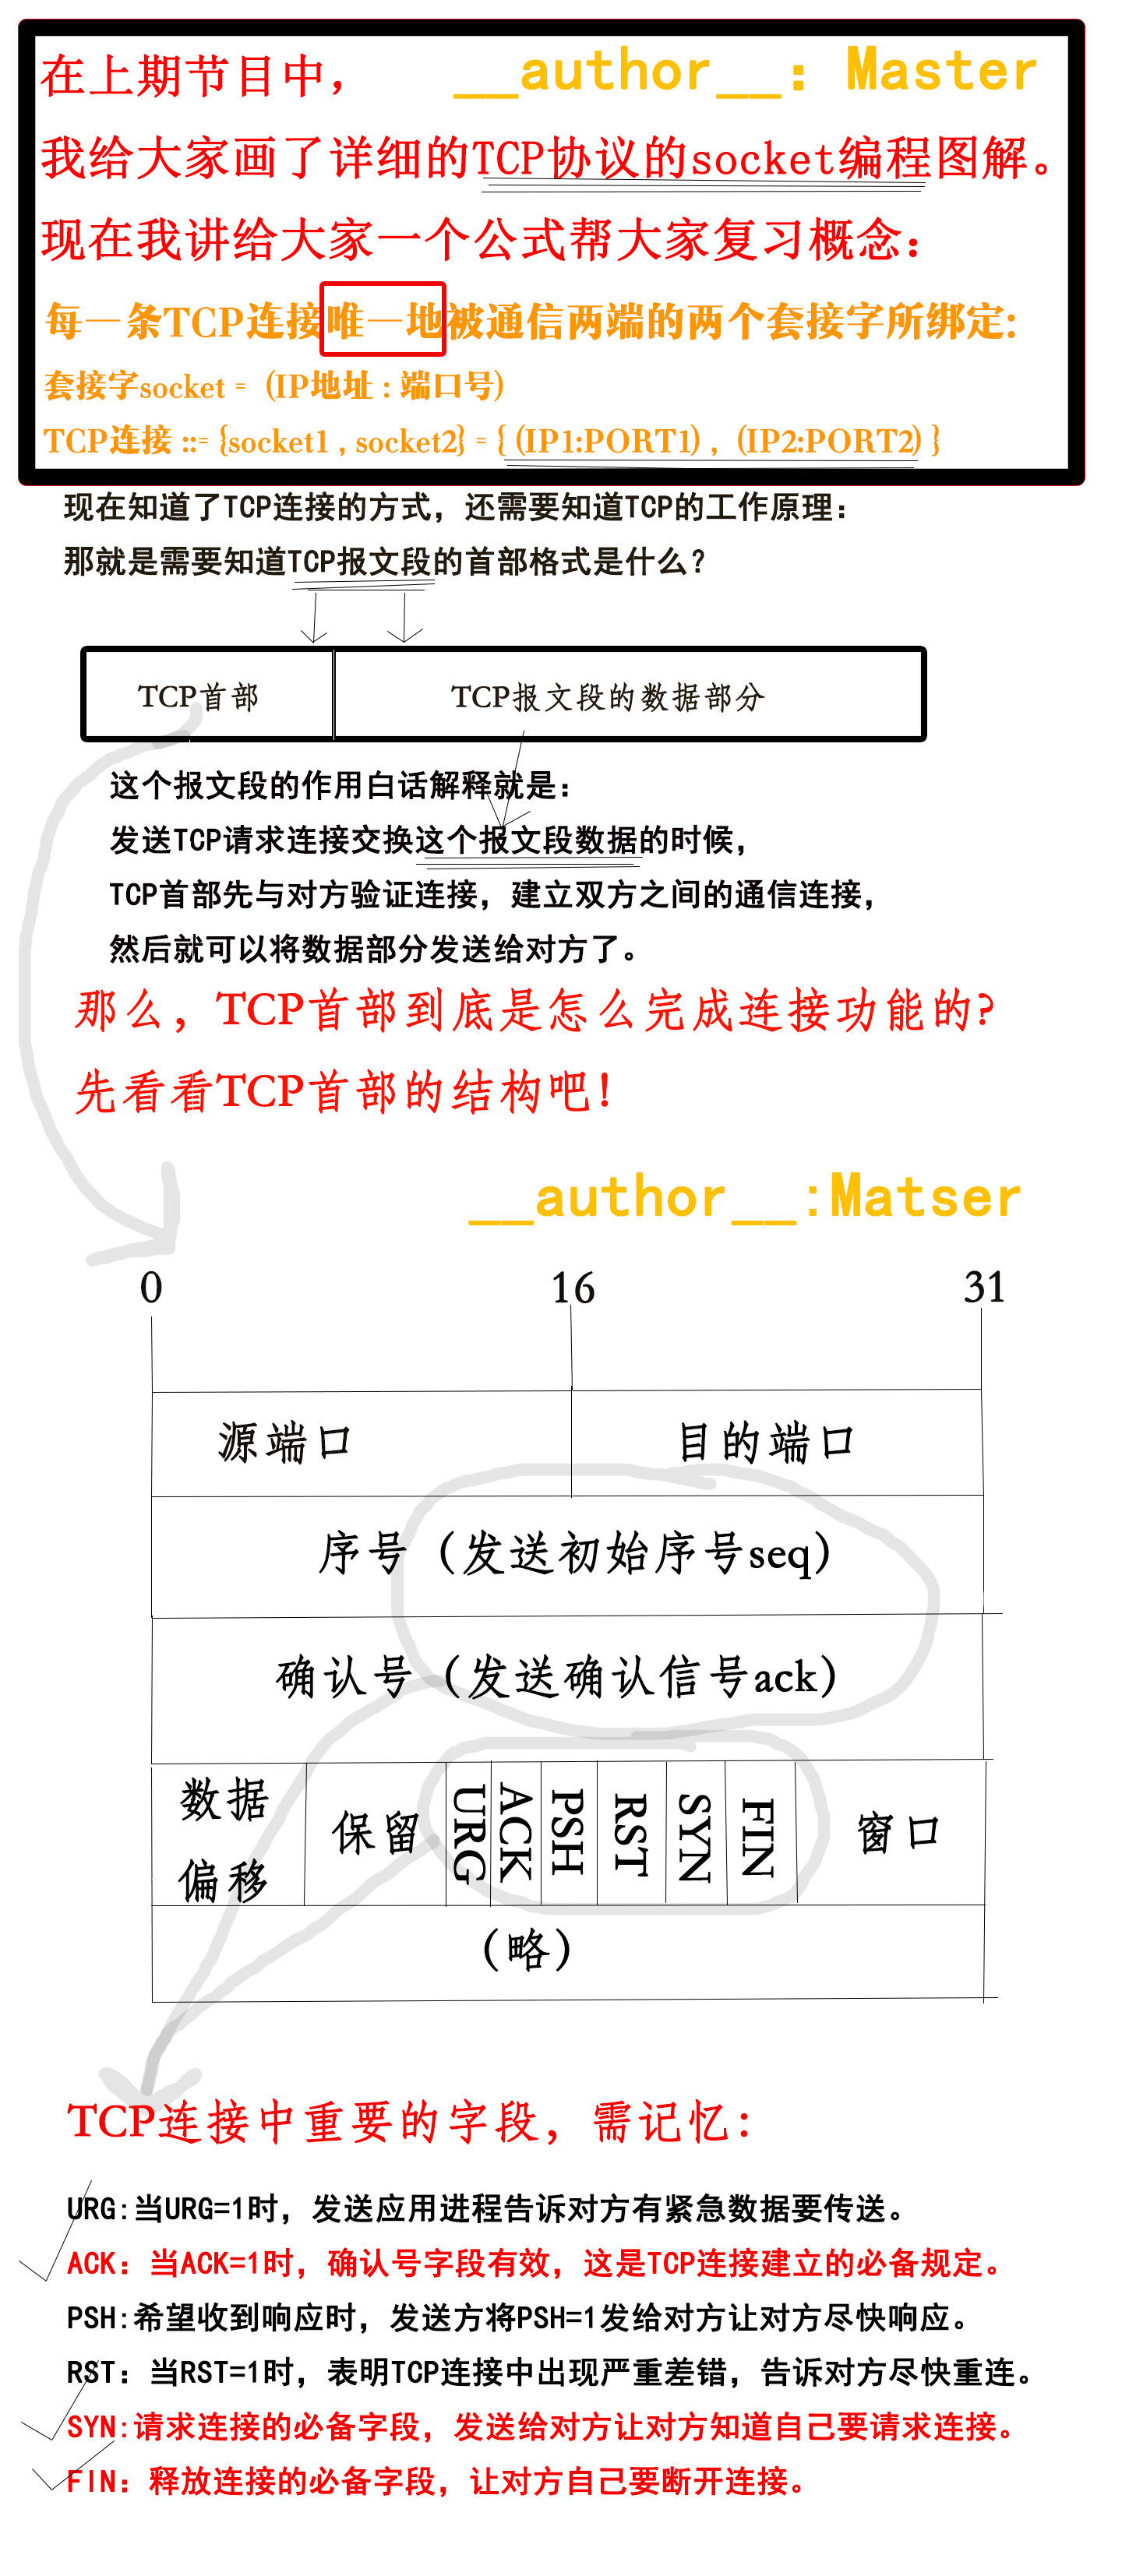 在上期节目中，
__author__：Master
我给大家画了详细的TCP协议的socket编程图解。
现在我讲给大家一个公式帮大家复习概念：
每一条TCP连接唯一地被通信两端的两个套接字所绑定:
套接字socket =（IP地址 : 端口号）
TCP连接 ::= {socket1 , socket2} = { (IP1:PORT1) ,  (IP2:PORT2) }
现在知道了TCP连接的方式，还需要知道TCP的工作原理：
那就是需要知道TCP报文段的首部格式是什么？
TCP首部
TCP报文段的数据部分
这个报文段的作用白话解释就是：
发送TCP请求连接交换这个报文段数据的时候，
TCP首部先与对方验证连接，建立双方之间的通信连接，
然后就可以将数据部分发送给对方了。
那么，TCP首部到底是怎么完成连接功能的?
先看看TCP首部的结构吧！
__author__:Matser
0
16
31
源端口
目的端口
序号（发送初始序号seq）
确认号（发送确认信号ack）
数据
偏移
保留
URG
ACK
PSH
RST
SYN
FIN
窗口
（略）
TCP连接中重要的字段，需记忆：
URG:当URG=1时，发送应用进程告诉对方有紧急数据要传送。
ACK：当ACK=1时，确认号字段有效，这是TCP连接建立的必备规定。
PSH:希望收到响应时，发送方将PSH=1发给对方让对方尽快响应。
RST：当RST=1时，表明TCP连接中出现严重差错，告诉对方尽快重连。
SYN:请求连接的必备字段，发送给对方让对方知道自己要请求连接。
FIN：释放连接的必备字段，让对方自己要断开连接。